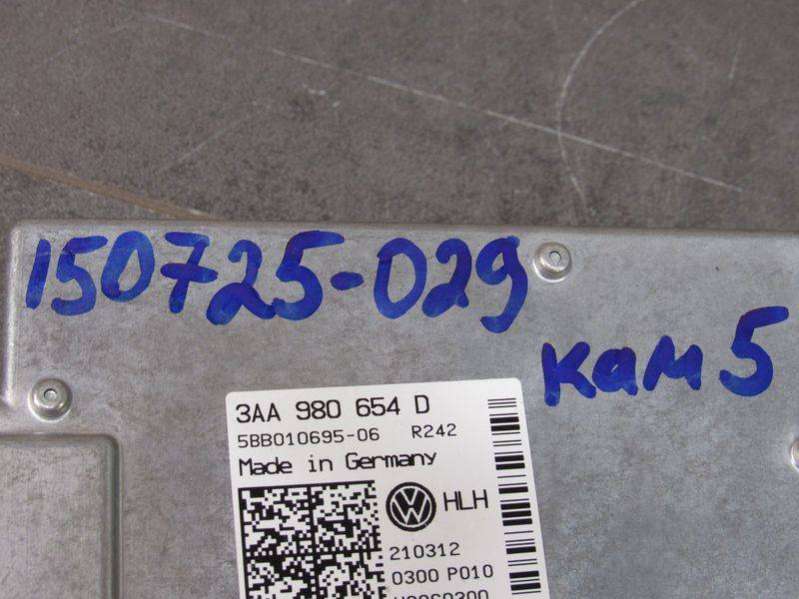 150725-029
кам 5
3AA 980 654 D
5BB010695-06 R242
Made in Germany
HLH
210312
0300 P010